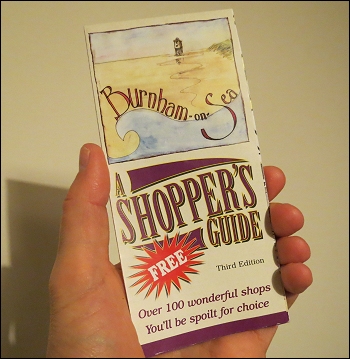 Burnham-on-Sea
A
SHOPPER'S
GUIDE
FREE
Third Edition
Over 100 wonderful shops
You'll be spoilt for choice